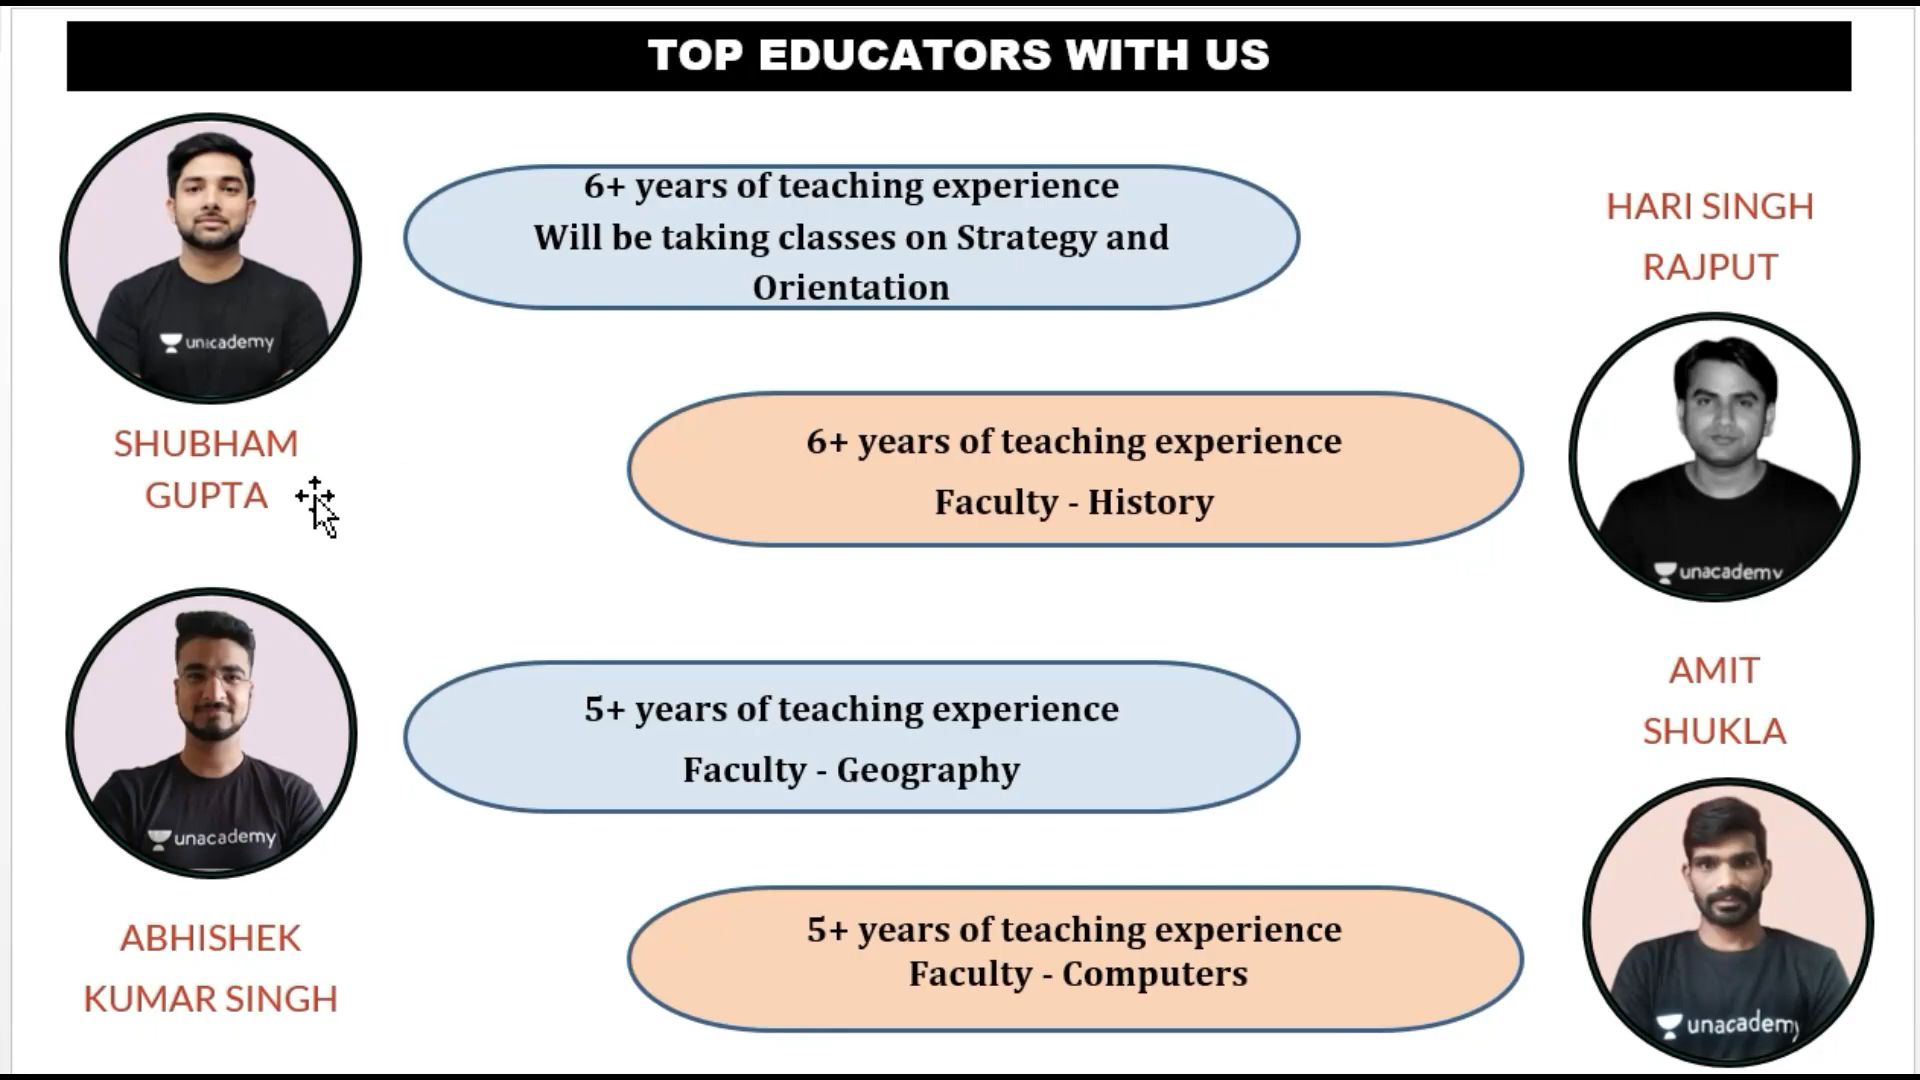 TOP EDUCATORS WITH US
unacademy
SHUBHAM
GUPTA
6+ years of teaching experience
Will be taking classes on Strategy and
Orientation
HARI SINGH
RAJPUT
6+ years of teaching experience
Faculty - History
unacademy
unacademy
ABHISHEK
KUMAR SINGH
5+ years of teaching experience
Faculty - Geography
AMIT
SHUKLA
5+ years of teaching experience
Faculty - Computers
unacademy